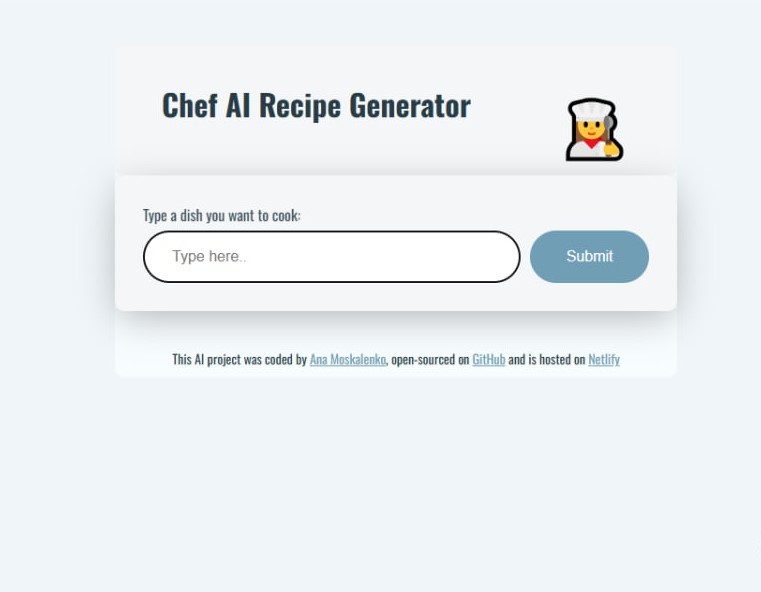 Chef AI Recipe Generator
Type a dish you want to cook:
Type here..
Submit
This AI project was coded by Ana Moskalenko, open-sourced on GitHub and is hosted on Netlify